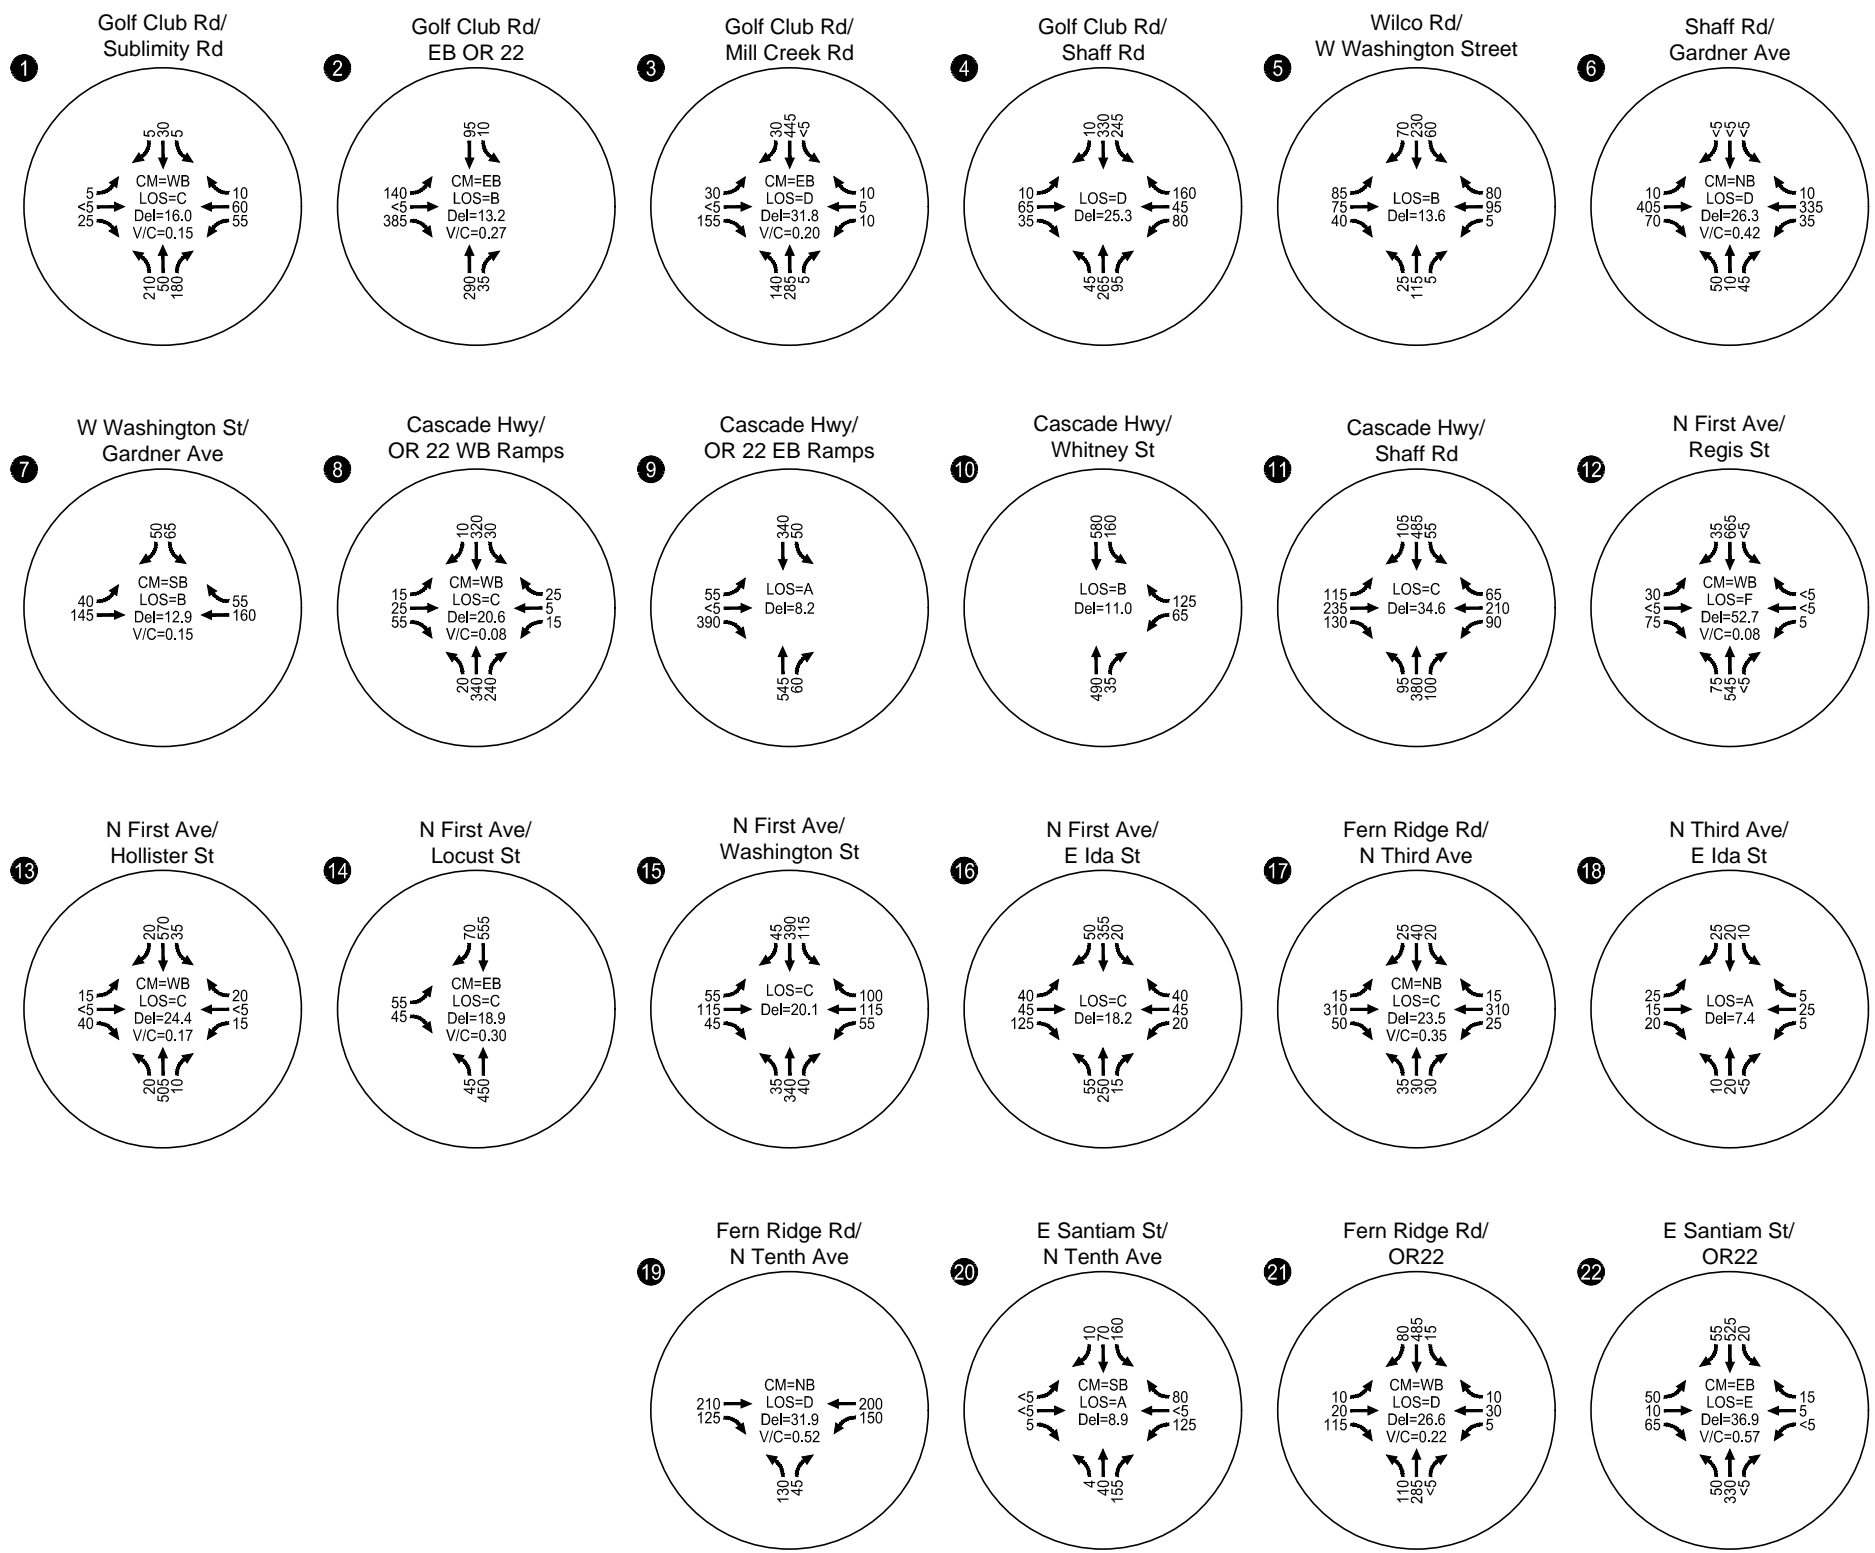 1
Golf Club Rd/
Sublimity Rd
5 30 5
5
<5
25
CM=WB
LOS=C
Del=16.0
V/C=0.15
10
60
55
210 50 180
2
Golf Club Rd/
EB OR 22
95 10
140
<5
385
CM=EB
LOS=B
Del=13.2
V/C=0.27
290 35
3
Golf Club Rd/
Mill Creek Rd
30 445 <5
30
<5
155
CM=EB
LOS=D
Del=31.8
V/C=0.20
10
5
10
140 285 5
4
Golf Club Rd/
Shaff Rd
10 330 245
10
65
35
LOS=D
Del=25.3
160
45
80
45 265 95
5
Wilco Rd/
W Washington Street
70 230 60
85
75
40
LOS=B
Del=13.6
80
95
5
25 115 5
6
Shaff Rd/
Gardner Ave
<5 <5 <5
10
405
70
CM=NB
LOS=D
Del=26.3
V/C=0.42
10
335
35
50 10 45
7
W Washington St/
Gardner Ave
50 65
40
145
CM=SB
LOS=B
Del=12.9
V/C=0.15
55
160
8
Cascade Hwy/
OR 22 WB Ramps
10 320 30
15
25
55
CM=WB
LOS=C
Del=20.6
V/C=0.08
25
5
15
20 340 240
9
Cascade Hwy/
OR 22 EB Ramps
340 50
55
<5
390
LOS=A
Del=8.2
545 60
10
Cascade Hwy/
Whitney St
580 160
LOS=B
Del=11.0
125
65
490 35
11
Cascade Hwy/
Shaff Rd
105 485 55
115
235
130
LOS=C
Del=34.6
65
210
90
95 380 100
12
N First Ave/
Regis St
35 665 <5
30
<5
75
CM=WB
LOS=F
Del=52.7
V/C=0.08
<5
<5
5
75 545 <5
13
N First Ave/
Hollister St
20 570 35
15
<5
40
CM=WB
LOS=C
Del=24.4
V/C=0.17
20
<5
15
20 505 10
14
N First Ave/
Locust St
70 555
55
45
CM=EB
LOS=C
Del=18.9
V/C=0.30
45 450
15
N First Ave/
Washington St
45 390 115
55
115
45
LOS=C
Del=20.1
100
115
55
35 340 40
16
N First Ave/
E Ida St
50 355 20
40
45
125
LOS=C
Del=18.2
40
45
20
55 250 15
17
Fern Ridge Rd/
N Third Ave
25 40 20
15
310
50
CM=NB
LOS=C
Del=23.5
V/C=0.35
15
310
25
35 30 30
18
N Third Ave/
E Ida St
25 20 10
25
15
20
LOS=A
Del=7.4
5
25
5
10 20 <5
19
Fern Ridge Rd/
N Tenth Ave
210
125
CM=NB
LOS=D
Del=31.9
V/C=0.52
200
150
130 45
20
E Santiam St/
N Tenth Ave
10 70 160
<5
<5
5
CM=SB
LOS=A
Del=8.9
80
<5
125
4 40 155
21
Fern Ridge Rd/
OR22
80 485 15
10
20
115
CM=WB
LOS=D
Del=26.6
V/C=0.22
10
30
5
110 285 <5
22
E Santiam St/
OR22
55 525 20
50
10
65
CM=EB
LOS=E
Del=36.9
V/C=0.57
15
5
<5
50 330 <5